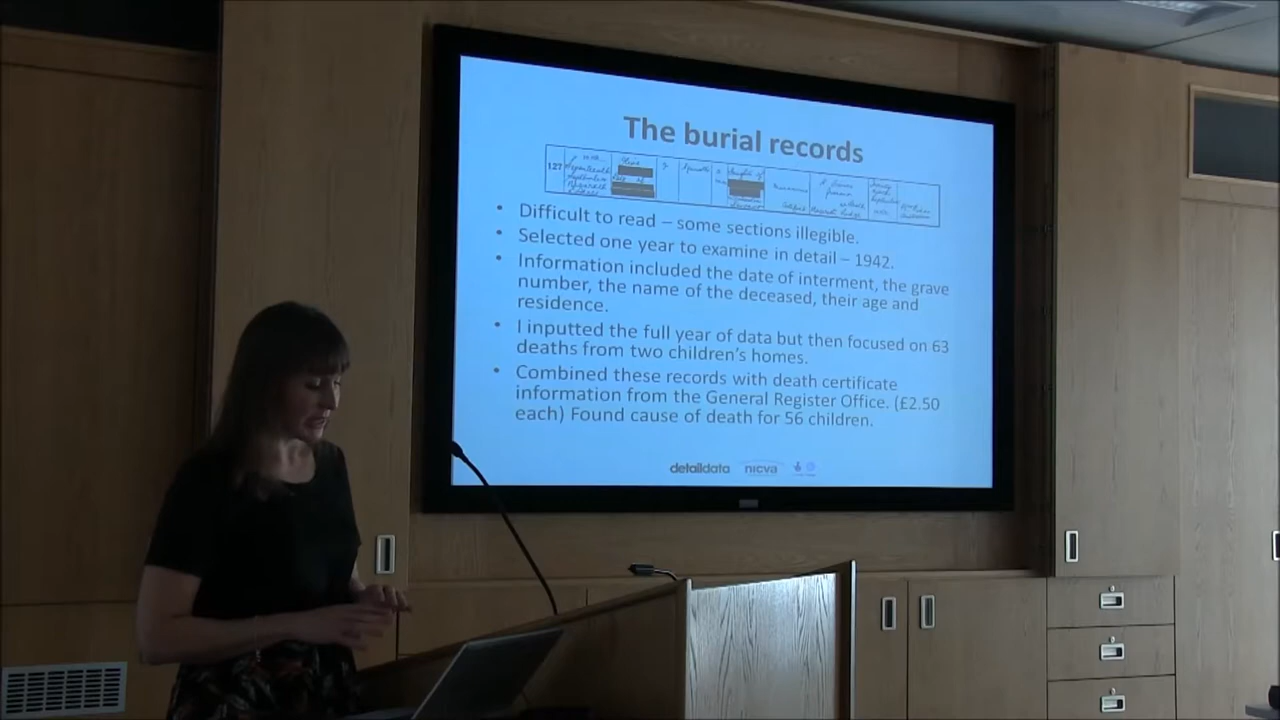 The burial records
127
• Difficult to read – some sections illegible.
• Selected one year to examine in detail – 1942.
• Information included the date of interment, the grave
number, the name of the deceased, their age and
residence.
• I inputted the full year of data but then focused on 63
deaths from two children's homes.
• Combined these records with death certificate
information from the General Register Office. (£2.50
each) Found cause of death for 56 children.
detaildata nicva